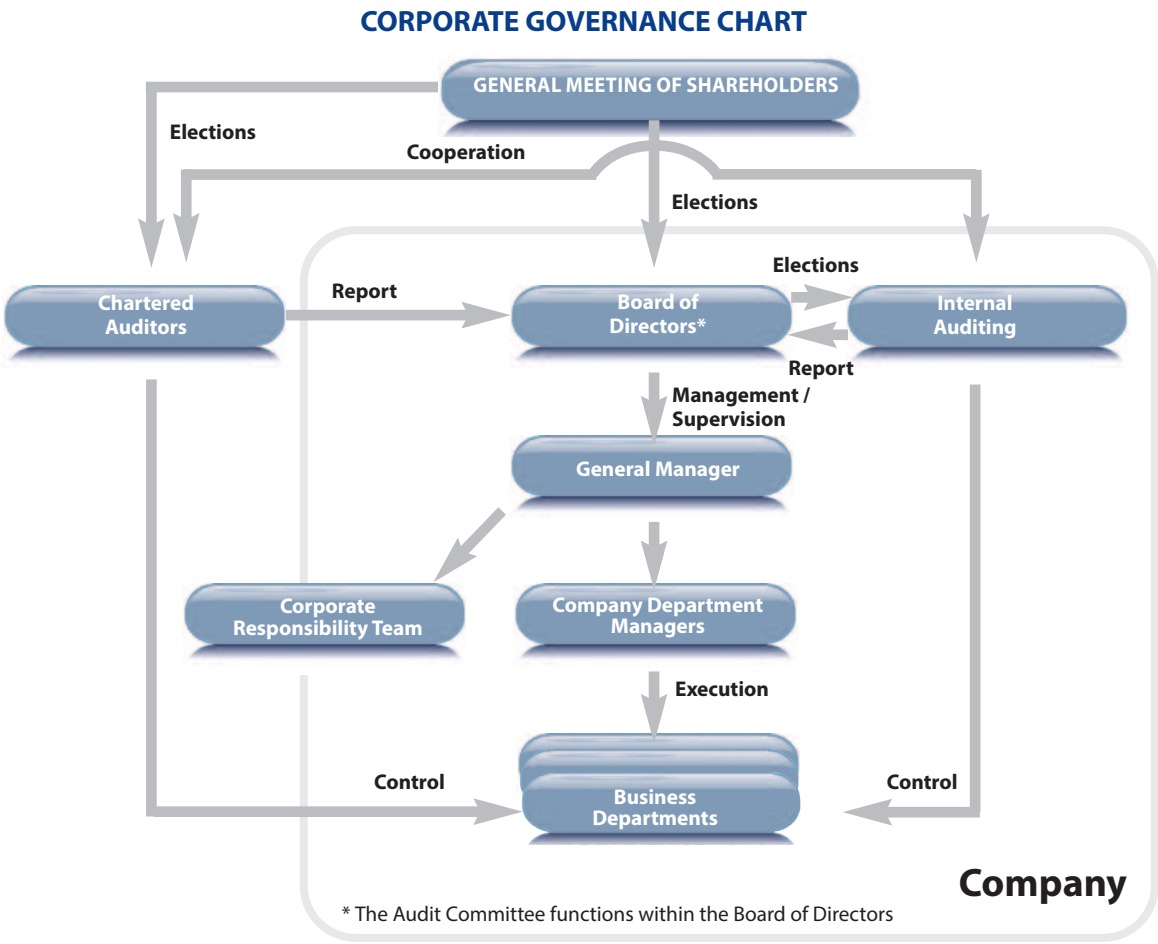 CORPORATE GOVERNANCE CHART
GENERAL MEETING OF SHAREHOLDERS
Elections
Cooperation
Elections
Elections
Chartered
Auditors
Report
Board of
Directors*
Internal
Auditing
Report
Management /
Supervision
General Manager
Corporate
Responsibility Team
Company Department
Managers
Execution
Control
Business
Departments
Control
Company
* The Audit Committee functions within the Board of Directors